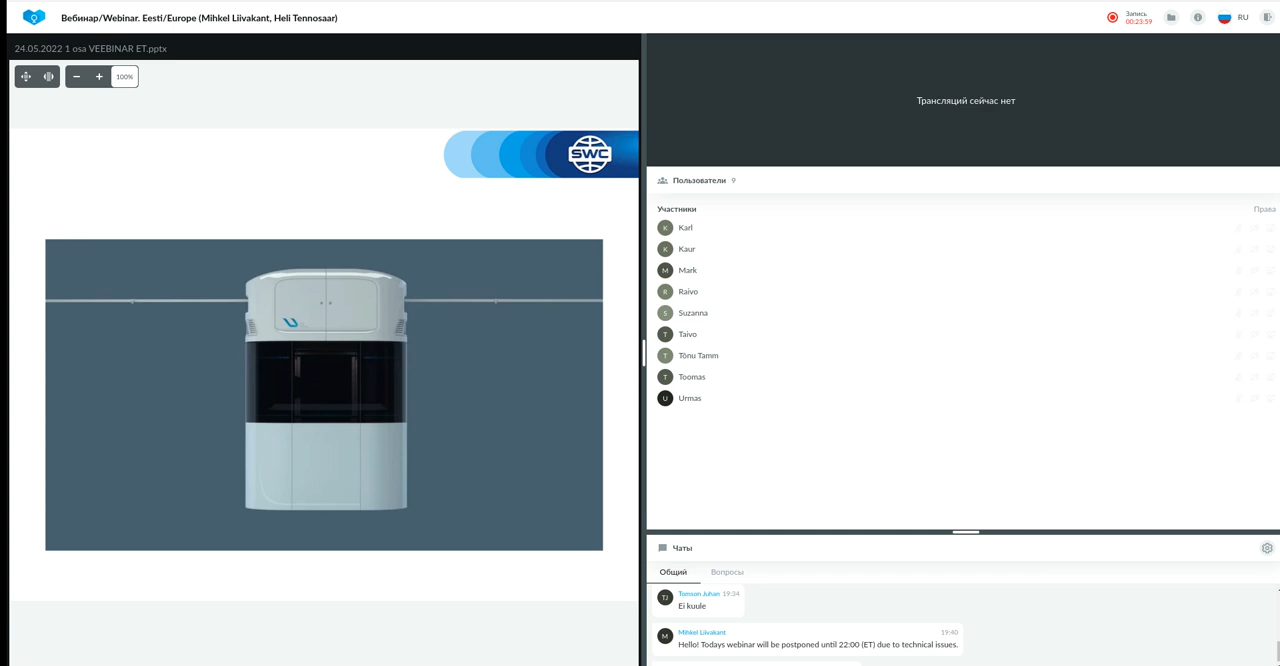 Вебинар/Webinar. Eesti/Europe (Mihkel Liivakant, Heli Tennosaar)
Запись
00:23:59
RU
24.05.2022 1 osa VEEBINAR ET.pptx
100%
SWC
Трансляций сейчас нет
Пользователи 9
Участники Права
K Karl
K Kaur
M Mark
R Raivo
S Suzanna
T Taivo
T Tõnu Tamm
T Toomas
U Urmas
Чаты
Общий Вопросы
TJ Tomson Juhan 19:34
Ei kuule
M Mihkel Liivakant 19:40
Hello! Todays webinar will be postponed until 22:00 (ET) due to technical issues.